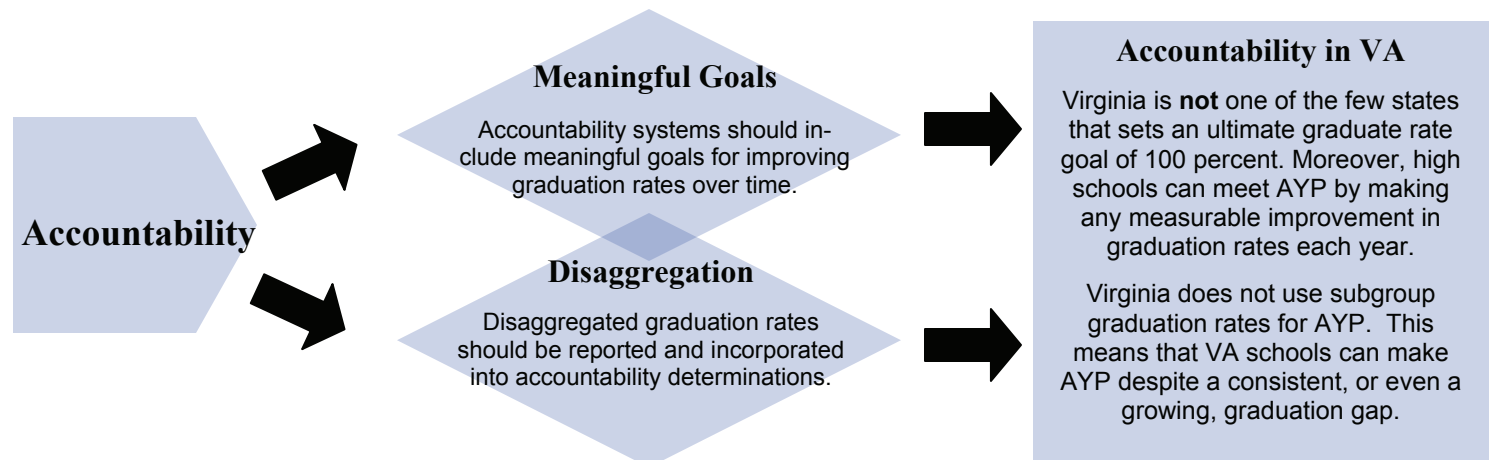 Accountability
Meaningful Goals
Accountability systems should in-
clude meaningful goals for improving
graduation rates over time.
Disaggregation
Disaggregated graduation rates
should be reported and incorporated
into accountability determinations.
Accountability in VA
Virginia is not one of the few states
that sets an ultimate graduate rate
goal of 100 percent. Moreover, high
schools can meet AYP by making
any measurable improvement in
graduation rates each year.
Virginia does not use subgroup
graduation rates for AYP.  This
means that VA schools can make
AYP despite a consistent, or even a
growing, graduation gap.